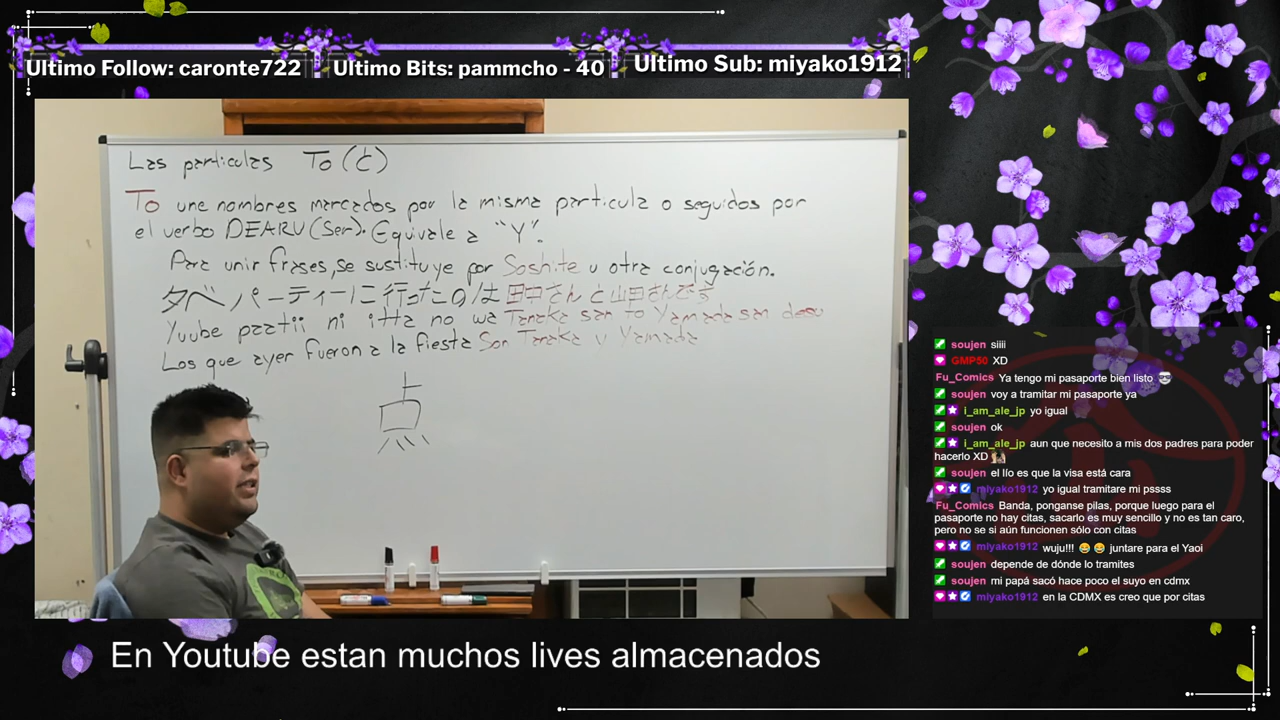 Ultimo Follow: caronte722
Ultimo Bits: pammcho - 40
Ultimo Sub: miyako1912
Las particulas To (と)
To une nombres marcados por la misma particula o seguidos por
el verbo DEARU (Ser). Equivale a "Y".
Para unir frases, se sustituye por Soshite u otra conjugación.
夕べ パーティーに行ったのは田中さんと山田さんです
Yuube paatii ni itta no wa Tanaka san to Yamada san desu
Los que ayer fueron a la fiesta Son Tanaka y Yamada
soujen siiii
GMP50 XD
Fu_Comics Ya tengo mi pasaporte bien listo
soujen voy a tramitar mi pasaporte ya
i_am_ale_jp yo igual
soujen ok
i_am_ale_jp aun que necesito a mis dos padres para poder
hacerlo XD
soujen el lío es que la visa está cara
miyako1912 yo igual tramitare mi pssss
Fu_Comics Banda, ponganse pilas, porque luego para el
pasaporte no hay citas, sacarlo es muy sencillo y no es tan caro,
pero no se si aún funcionen sólo con citas
miyako1912 wuju!!! 😂 😂 juntare para el Yaoi
soujen depende de dónde lo tramites
soujen mi papá sacó hace poco el suyo en cdmx
miyako1912 en la CDMX es creo que por citas
En Youtube estan muchos lives almacenados